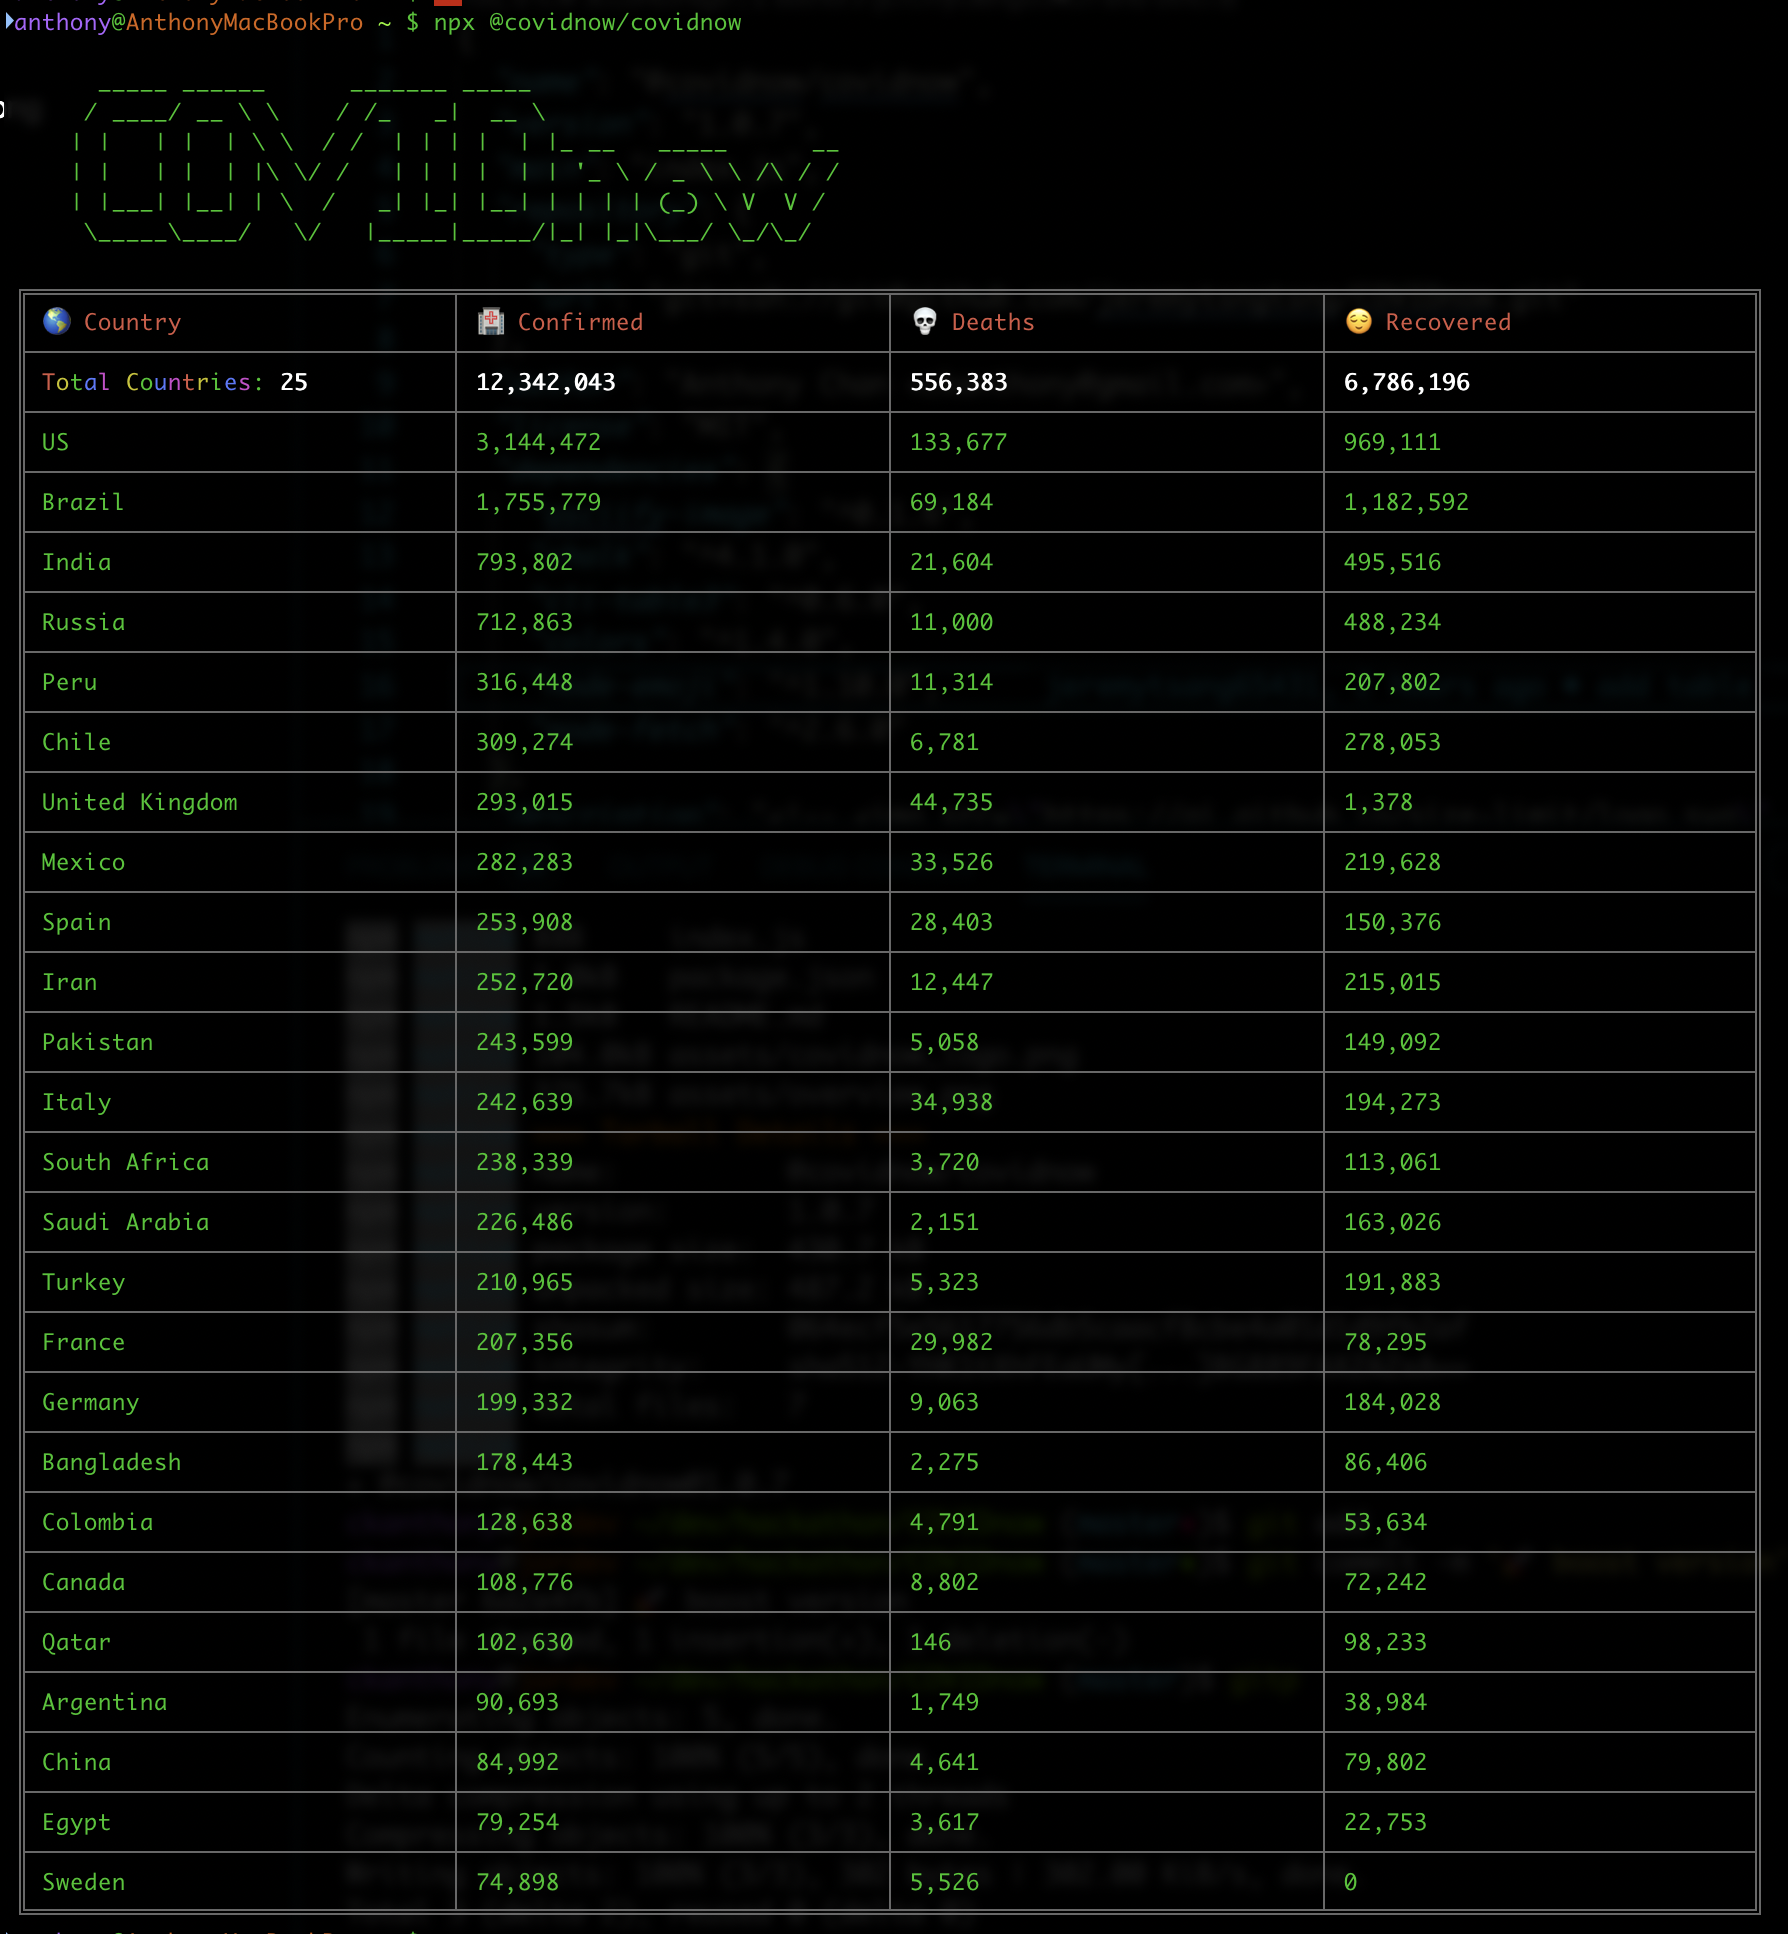 anthony@AnthonyMacBookPro ~ $ npx @covidnow/covidnow
COVIDnow
🌎 Country 🏥 Confirmed 💀 Deaths 😌 Recovered
Total Countries: 25 12,342,043 556,383 6,786,196
US 3,144,472 133,677 969,111
Brazil 1,755,779 69,184 1,182,592
India 793,802 21,604 495,516
Russia 712,863 11,000 488,234
Peru 316,448 11,314 207,802
Chile 309,274 6,781 278,053
United Kingdom 293,015 44,735 1,378
Mexico 282,283 33,526 219,628
Spain 253,908 28,403 150,376
Iran 252,720 12,447 215,015
Pakistan 243,599 5,058 149,092
Italy 242,639 34,938 194,273
South Africa 238,339 3,720 113,061
Saudi Arabia 226,486 2,151 163,026
Turkey 210,965 5,323 191,883
France 207,356 29,982 78,295
Germany 199,332 9,063 184,028
Bangladesh 178,443 2,275 86,406
Colombia 128,638 4,791 53,634
Canada 108,776 8,802 72,242
Qatar 102,630 146 98,233
Argentina 90,693 1,749 38,984
China 84,992 4,641 79,802
Egypt 79,254 3,617 22,753
Sweden 74,898 5,526 0